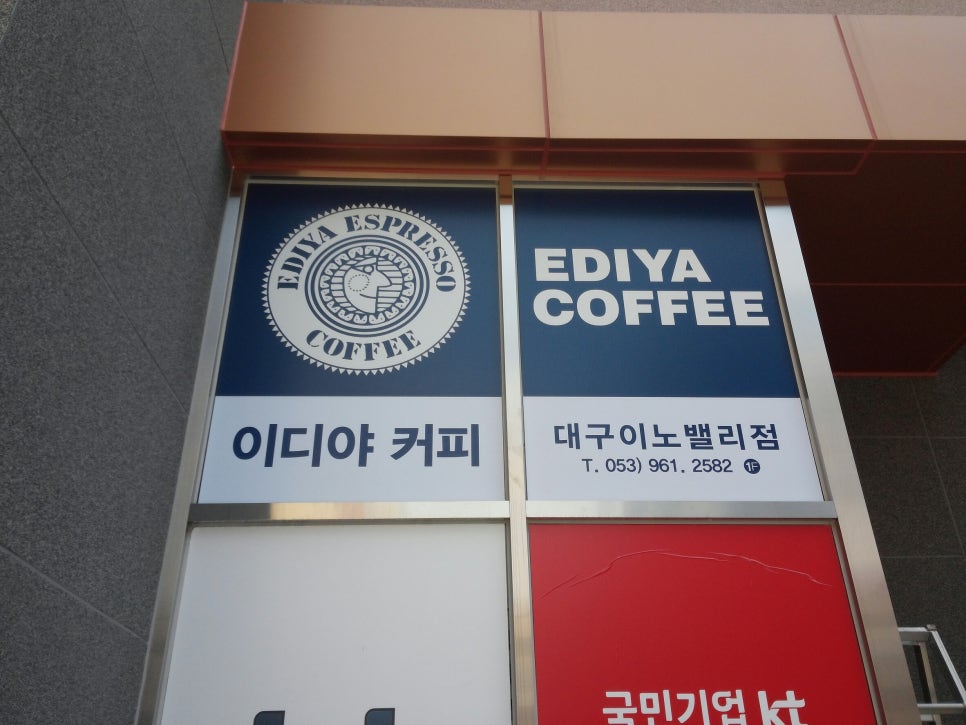 EDIYA ESPRESSO
COFFEE
이디야 커피
EDIYA
COFFEE
대구이노밸리점
T. 053) 961. 2582 1F
국민기업 kt